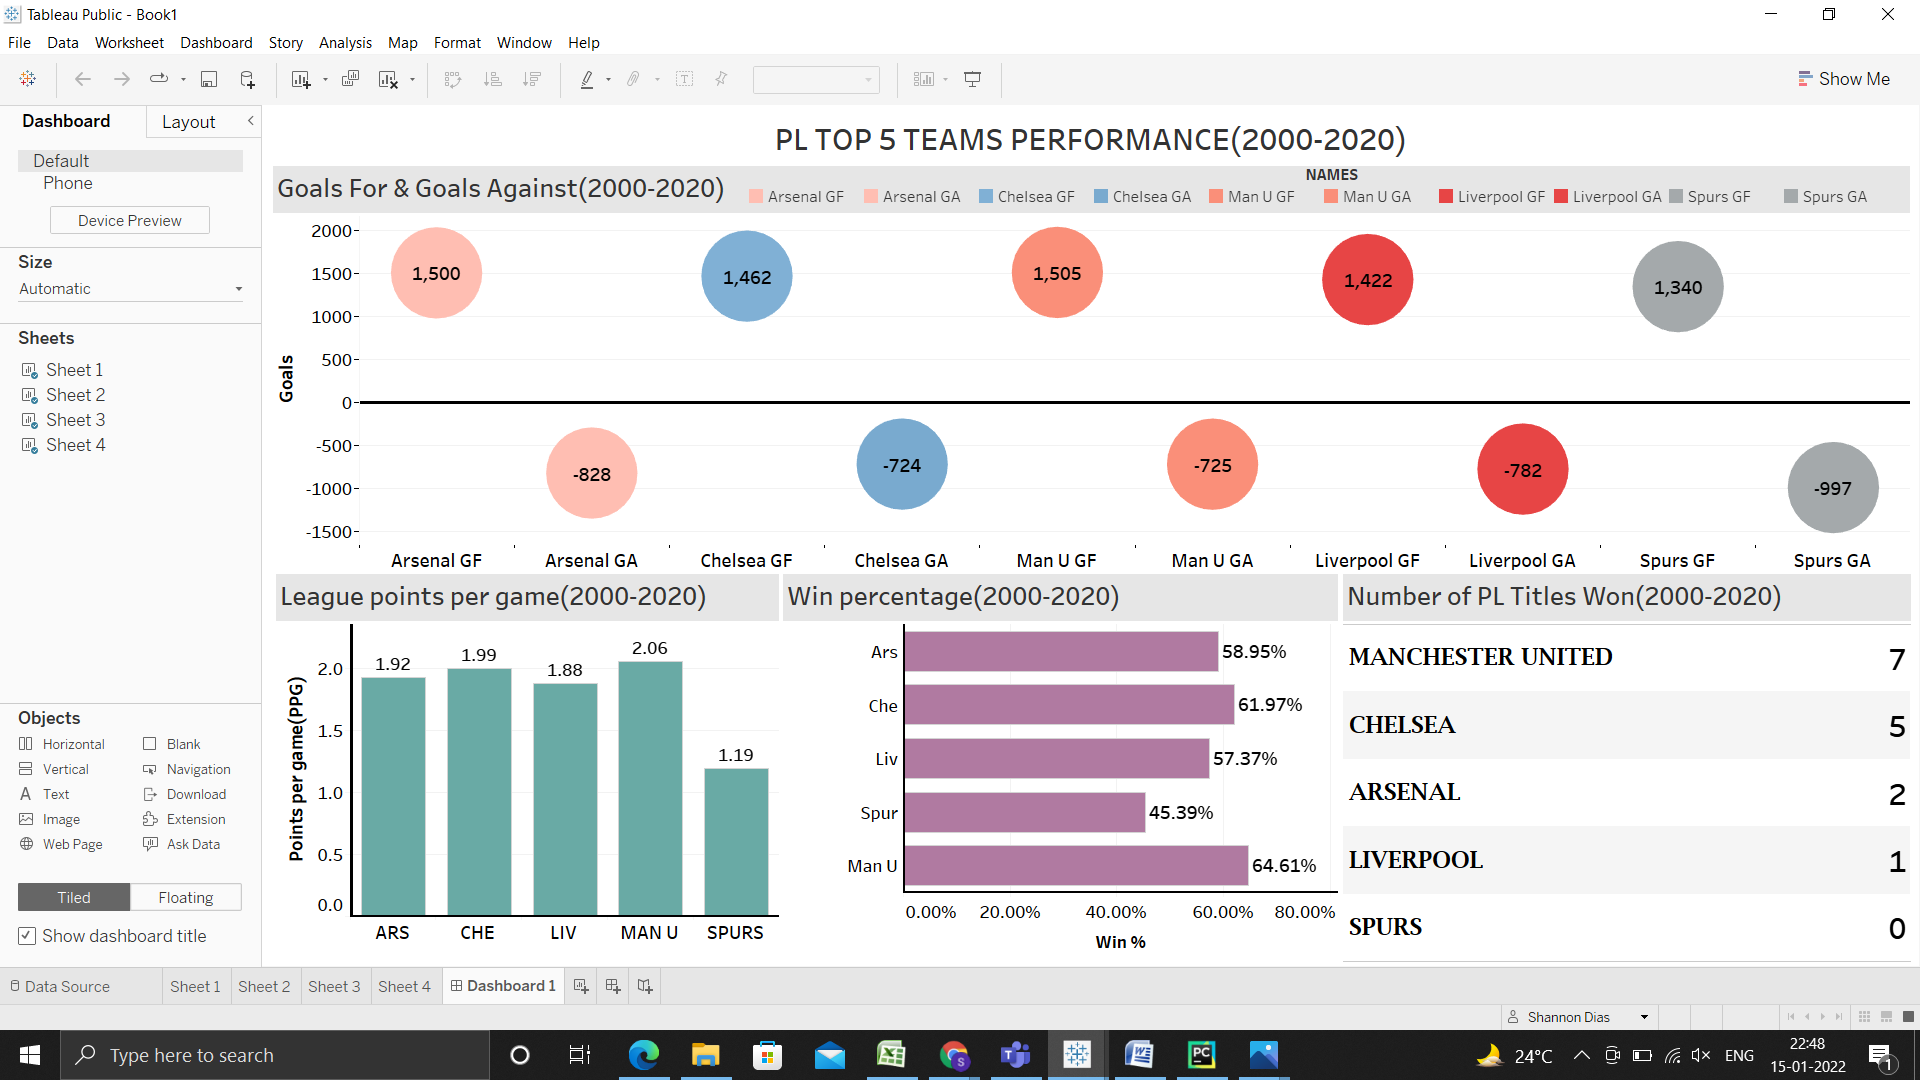 Tableau Public - Book1
File Data Worksheet Dashboard Story Analysis Map Format Window Help
Show Me
Dashboard Layout
Default
Phone
Device Preview
Size
Automatic
Sheets
Sheet 1
Sheet 2
Sheet 3
Sheet 4
Objects
Horizontal Blank
Vertical Navigation
Text Download
Image Extension
Web Page Ask Data
Tiled Floating
Show dashboard title
PL TOP 5 TEAMS PERFORMANCE(2000-2020)
Goals For & Goals Against(2000-2020)
NAMES
Arsenal GF Arsenal GA Chelsea GF Chelsea GA Man U GF Man U GA Liverpool GF Liverpool GA Spurs GF Spurs GA
Goals
2000
1500
1000
500
0
-500
-1000
-1500
1,500 1,462 1,505 1,422 1,340
-828 -724 -725 -782 -997
Arsenal GF Arsenal GA Chelsea GF Chelsea GA Man U GF Man U GA Liverpool GF Liverpool GA Spurs GF Spurs GA
League points per game(2000-2020)
Points per game(PPG)
2.0
1.5
1.0
0.5
0.0
1.92 1.99 1.88 2.06 1.19
ARS CHE LIV MAN U SPURS
Win percentage(2000-2020)
Ars 58.95%
Che 61.97%
Liv 57.37%
Spur 45.39%
Man U 64.61%
0.00% 20.00% 40.00% 60.00% 80.00%
Win %
Number of PL Titles Won(2000-2020)
MANCHESTER UNITED 7
CHELSEA 5
ARSENAL 2
LIVERPOOL 1
SPURS 0
Data Source Sheet 1 Sheet 2 Sheet 3 Sheet 4 Dashboard 1
Shannon Dias
Type here to search
24°C ENG
22:48
15-01-2022
1
S
PC